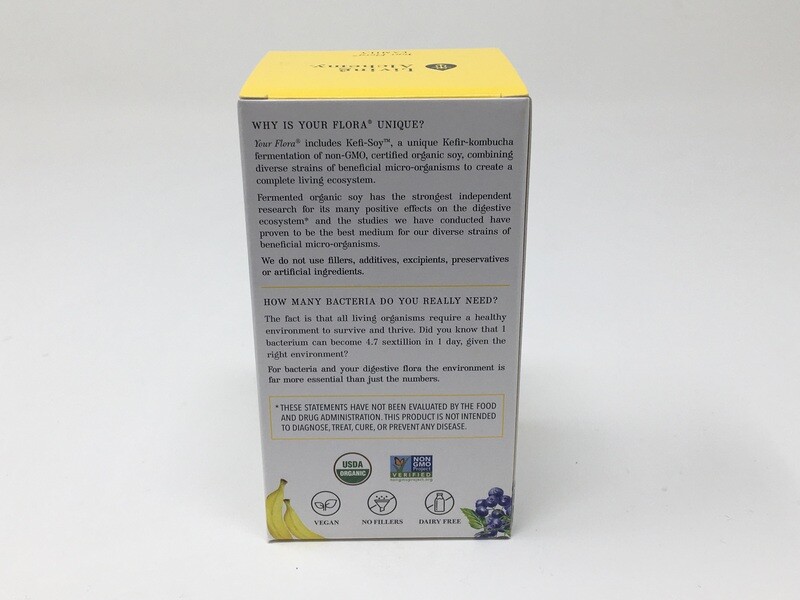 Living
Alchemy
WHY IS YOUR FLORA® UNIQUE?
Your Flora® includes Kefi-Soy™, a unique Kefir-kombucha
fermentation of non-GMO, certified organic soy, combining
diverse strains of beneficial micro-organisms to create a
complete living ecosystem.
Fermented organic soy has the strongest independent
research for its many positive effects on the digestive
ecosystem* and the studies we have conducted have
proven to be the best medium for our diverse strains of
beneficial micro-organisms.
We do not use fillers, additives, excipients, preservatives
or artificial ingredients.
HOW MANY BACTERIA DO YOU REALLY NEED?
The fact is that all living organisms require a healthy
environment to survive and thrive. Did you know that 1
bacterium can become 4.7 sextillion in 1 day, given the
right environment?
For bacteria and your digestive flora the environment is
far more essential than just the numbers.
* THESE STATEMENTS HAVE NOT BEEN EVALUATED BY THE FOOD
AND DRUG ADMINISTRATION. THIS PRODUCT IS NOT INTENDED
TO DIAGNOSE, TREAT, CURE, OR PREVENT ANY DISEASE.
USDA
ORGANIC
NON
GMO
Project
VERIFIED
nongmoproject.org
VEGAN
NO FILLERS
DAIRY FREE